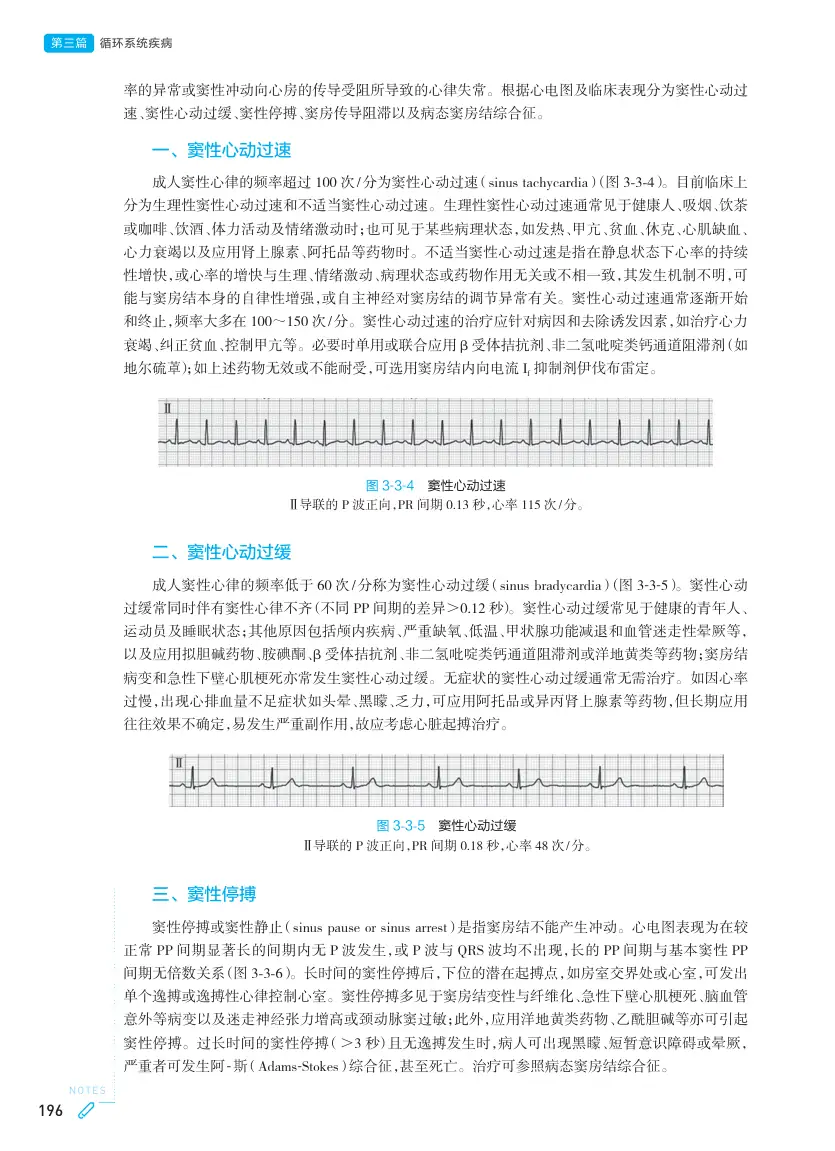 第三篇 循环系统疾病
率的异常或窦性冲动向心房的传导受阻所导致的心律失常。根据心电图及临床表现分为窦性心动过
速、窦性心动过缓、窦性停搏、窦房传导阻滞以及病态窦房结综合征。
一、窦性心动过速
成人窦性心律的频率超过 100 次/分为窦性心动过速(sinus tachycardia)(图 3-3-4)。目前临床上
分为生理性窦性心动过速和不适当窦性心动过速。生理性窦性心动过速通常见于健康人、吸烟、饮茶
或咖啡、饮酒、体力活动及情绪激动时;也可见于某些病理状态,如发热、甲亢、贫血、休克、心肌缺血、
心力衰竭以及应用肾上腺素、阿托品等药物时。不适当窦性心动过速是指在静息状态下心率的持续
性增快,或心率的增快与生理、情绪激动、病理状态或药物作用无关或不相一致,其发生机制不明,可
能与窦房结本身的自律性增强,或自主神经对窦房结的调节异常有关。窦性心动过速通常逐渐开始
和终止,频率大多在 100～150 次/分。窦性心动过速的治疗应针对病因和去除诱发因素,如治疗心力
衰竭、纠正贫血、控制甲亢等。必要时单用或联合应用 β 受体拮抗剂、非二氢吡啶类钙通道阻滞剂(如
地尔硫䓬);如上述药物无效或不能耐受,可选用窦房结内向电流 If 抑制剂伊伐布雷定。
Ⅱ
图 3-3-4 窦性心动过速
Ⅱ导联的 P 波正向,PR 间期 0.13 秒,心率 115 次/分。
二、窦性心动过缓
成人窦性心律的频率低于 60 次/分称为窦性心动过缓(sinus bradycardia)(图 3-3-5)。窦性心动
过缓常同时伴有窦性心律不齐(不同 PP 间期的差异＞0.12 秒)。窦性心动过缓常见于健康的青年人、
运动员及睡眠状态;其他原因包括颅内疾病、严重缺氧、低温、甲状腺功能减退和血管迷走性晕厥等,
以及应用拟胆碱药物、胺碘酮、β 受体拮抗剂、非二氢吡啶类钙通道阻滞剂或洋地黄类等药物;窦房结
病变和急性下壁心肌梗死亦常发生窦性心动过缓。无症状的窦性心动过缓通常无需治疗。如因心率
过慢,出现心排血量不足症状如头晕、黑矇、乏力,可应用阿托品或异丙肾上腺素等药物,但长期应用
往往效果不确定,易发生严重副作用,故应考虑心脏起搏治疗。
Ⅱ
图 3-3-5 窦性心动过缓
Ⅱ导联的 P 波正向,PR 间期 0.18 秒,心率 48 次/分。
三、窦性停搏
窦性停搏或窦性静止(sinus pause or sinus arrest)是指窦房结不能产生冲动。心电图表现为在较
正常 PP 间期显著长的间期内无 P 波发生,或 P 波与 QRS 波均不出现,长的 PP 间期与基本窦性 PP
间期无倍数关系(图 3-3-6)。长时间的窦性停搏后,下位的潜在起搏点,如房室交界处或心室,可发出
单个逸搏或逸搏性心律控制心室。窦性停搏多见于窦房结变性与纤维化、急性下壁心肌梗死、脑血管
意外等病变以及迷走神经张力增高或颈动脉窦过敏;此外,应用洋地黄类药物、乙酰胆碱等亦可引起
窦性停搏。过长时间的窦性停搏(＞3 秒)且无逸搏发生时,病人可出现黑矇、短暂意识障碍或晕厥,
严重者可发生阿-斯(Adams-Stokes)综合征,甚至死亡。治疗可参照病态窦房结综合征。
NOTES
196